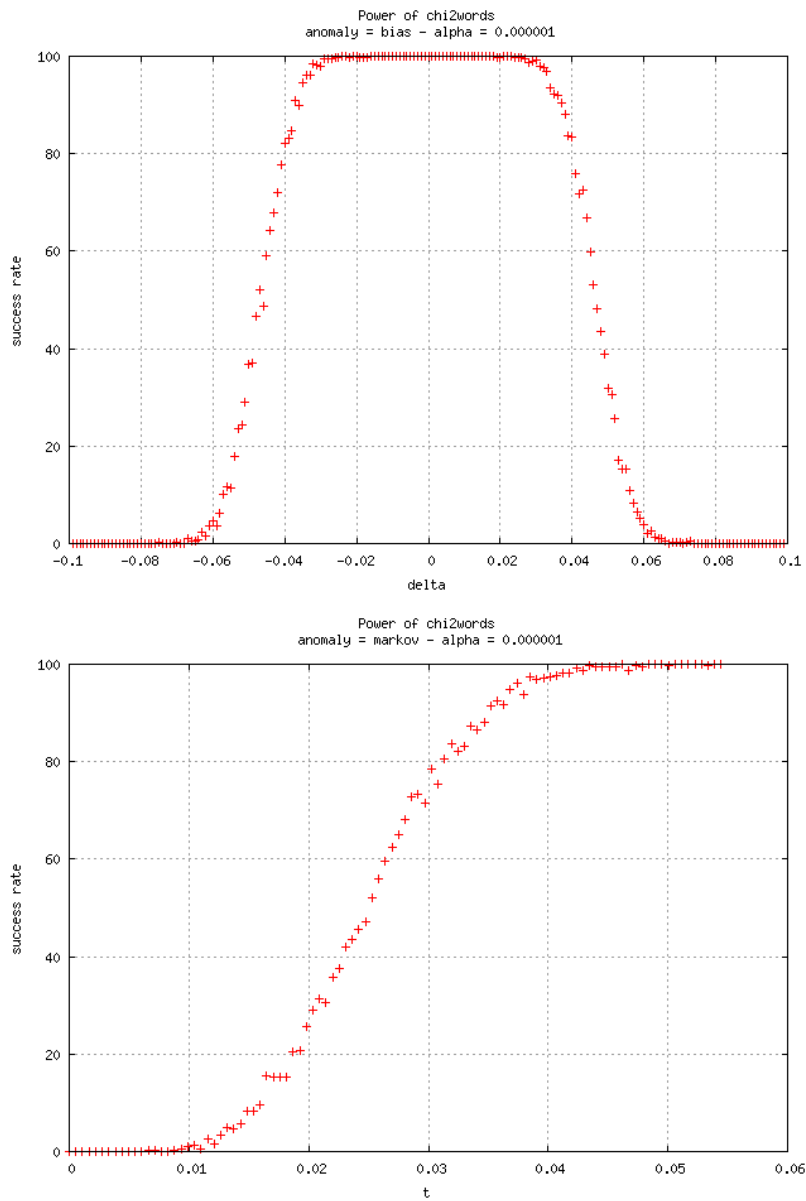 Power of chi2words
anomaly = bias - alpha = 0.000001
100
80
60
40
20
0
success rate
-0.1 -0.08 -0.06 -0.04 -0.02 0 0.02 0.04 0.06 0.08 0.1
delta
Power of chi2words
anomaly = markov - alpha = 0.000001
100
80
60
40
20
0
success rate
0 0.01 0.02 0.03 0.04 0.05 0.06
t